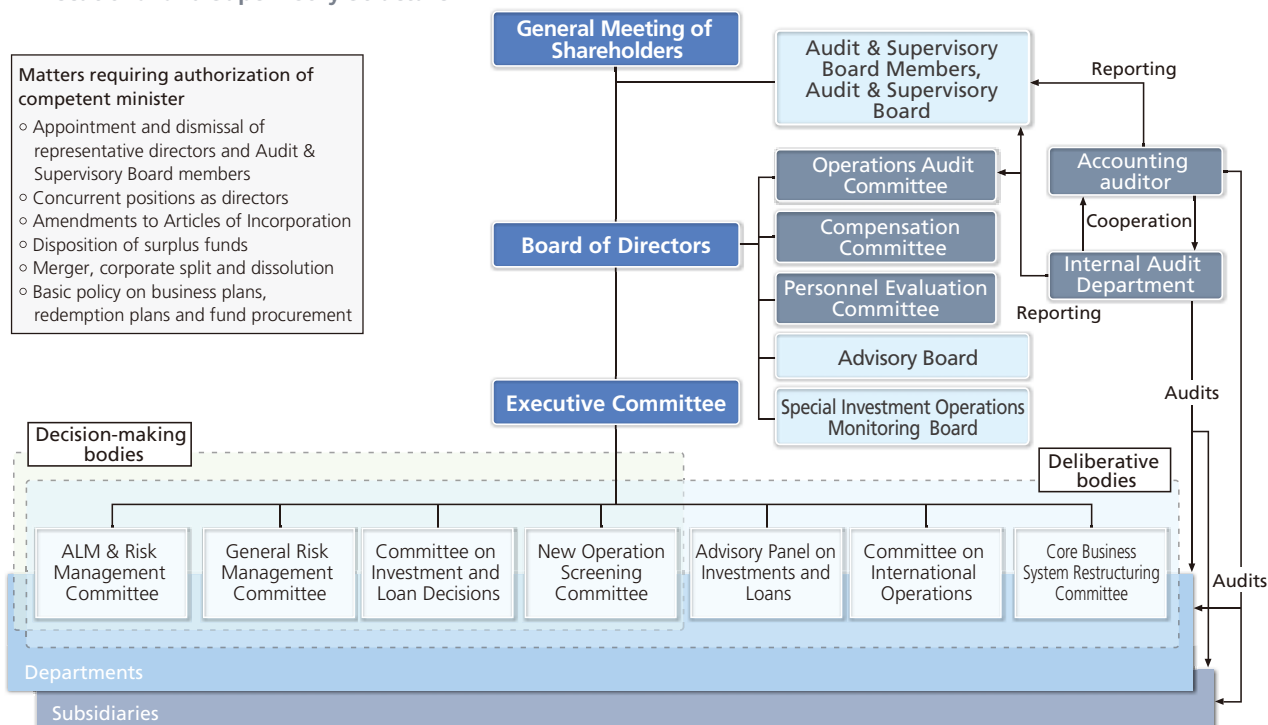 General Meeting of
Shareholders
Audit & Supervisory
Board Members,
Audit & Supervisory
Board
Reporting
Matters requiring authorization of
competent minister
○ Appointment and dismissal of
representative directors and Audit &
Supervisory Board members
○ Concurrent positions as directors
○ Amendments to Articles of Incorporation
○ Disposition of surplus funds
○ Merger, corporate split and dissolution
○ Basic policy on business plans,
redemption plans and fund procurement
Operations Audit
Committee
Accounting
auditor
Cooperation
Board of Directors
Compensation
Committee
Internal Audit
Department
Personnel Evaluation
Committee
Reporting
Advisory Board
Executive Committee
Special Investment Operations
Monitoring Board
Audits
Decision-making
bodies
Deliberative
bodies
ALM & Risk
Management
Committee
General Risk
Management
Committee
Committee on
Investment and
Loan Decisions
New Operation
Screening
Committee
Advisory Panel on
Investments and
Loans
Committee on
International
Operations
Core Business
System Restructuring
Committee
Audits
Departments
Subsidiaries